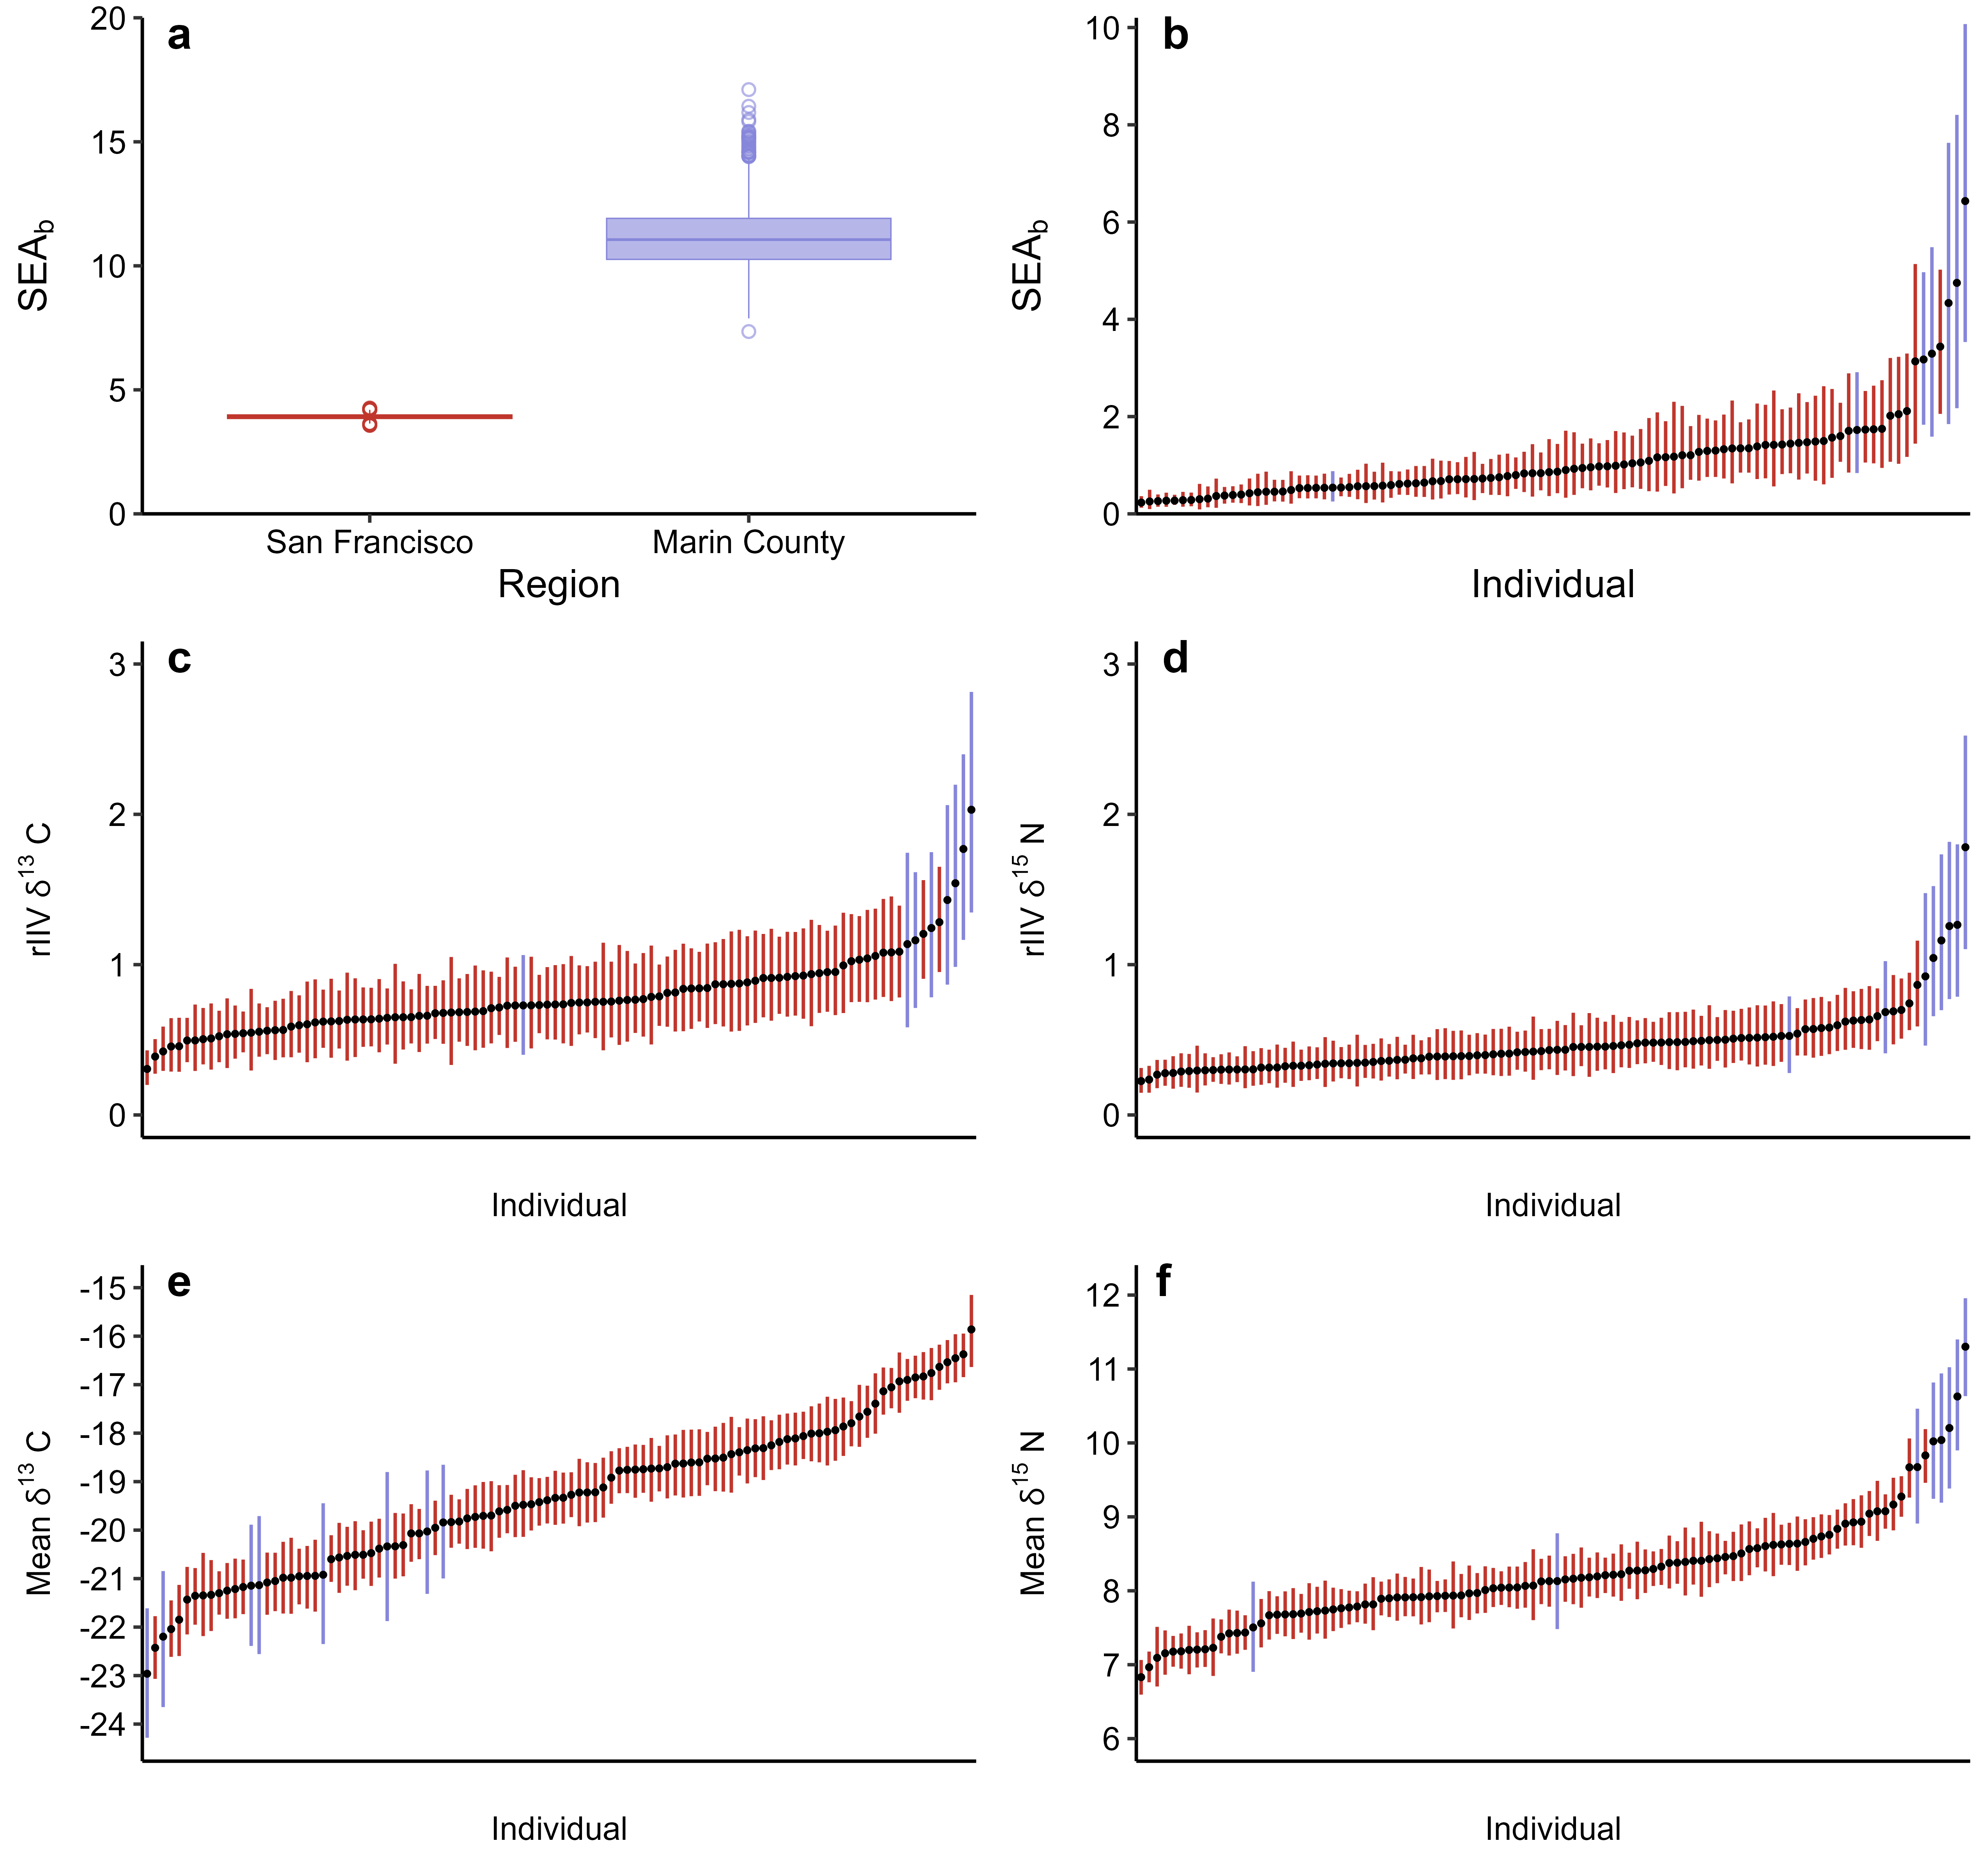 a
20
15
10
5
0
SEAb
San Francisco
Marin County
Region
b
10
8
6
4
2
0
SEAb
Individual
c
3
2
1
0
rIIV δ13 C
Individual
d
3
2
1
0
rIIV δ15 N
Individual
e
-15
-16
-17
-18
-19
-20
-21
-22
-23
-24
Mean δ13 C
Individual
f
12
11
10
9
8
7
6
Mean δ15 N
Individual